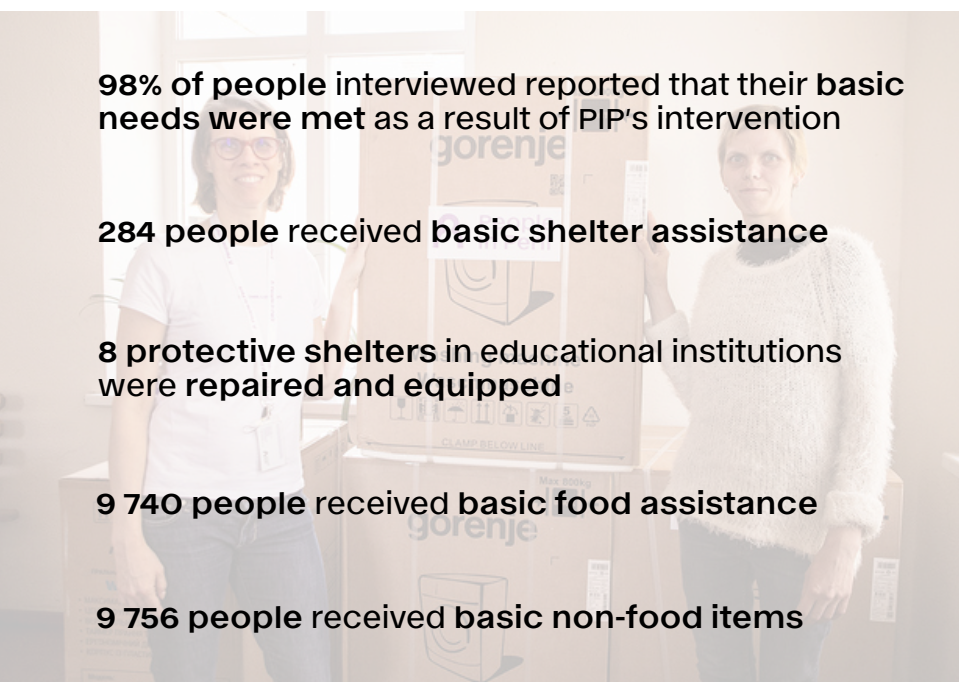 98% of people interviewed reported that their basic
needs were met as a result of PIP's intervention
gorenje
284 people received basic shelter assistance
8 protective shelters in educational institutions
were repaired and equipped
CLAMP BELOW LINE
Max 800kg
9 740 people received basic food assistance
gorenje
9 756 people received basic non-food items